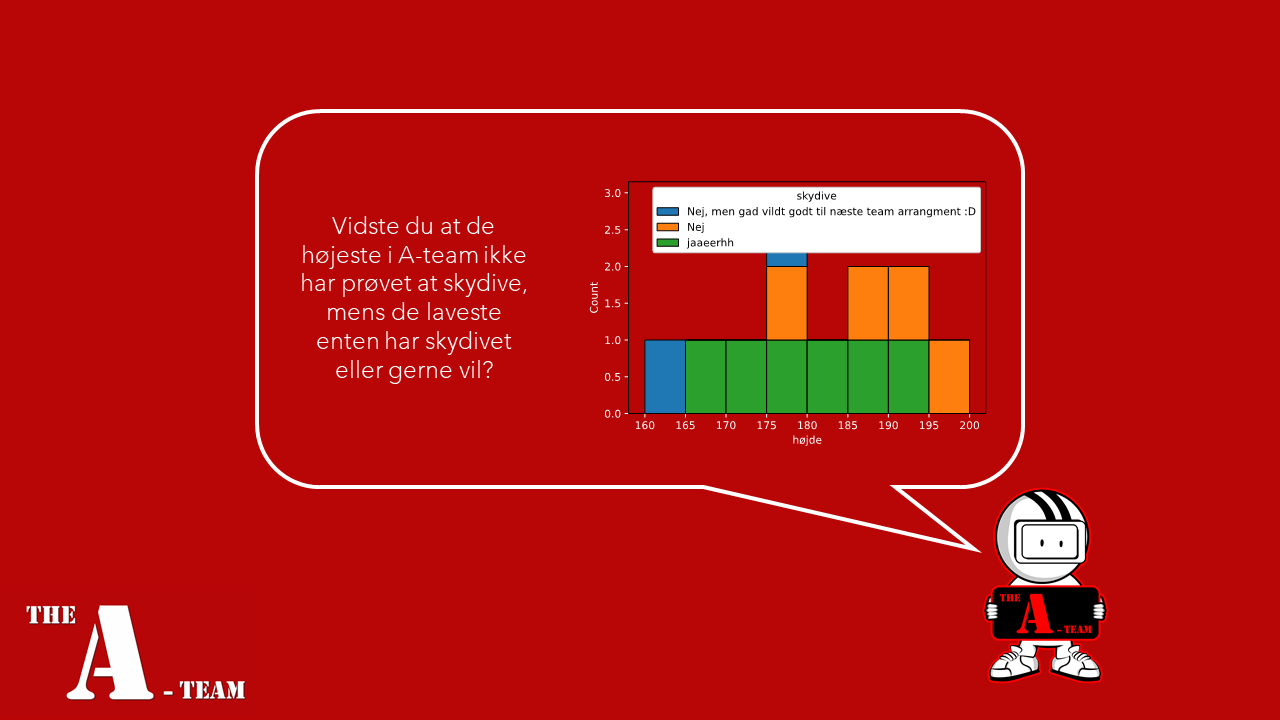 Vidste du at de
højeste i A-team ikke
har prøvet at skydive,
mens de laveste
enten har skydivet
eller gerne vil?
skydive
Nej, men gad vildt godt til næste team arrangment :D
Nej
jaaeerhh
Count
3.0
2.5
2.0
1.5
1.0
0.5
0.0
160 165 170 175 180 185 190 195 200
højde
THE
A
- TEAM
THE
A
- TEAM